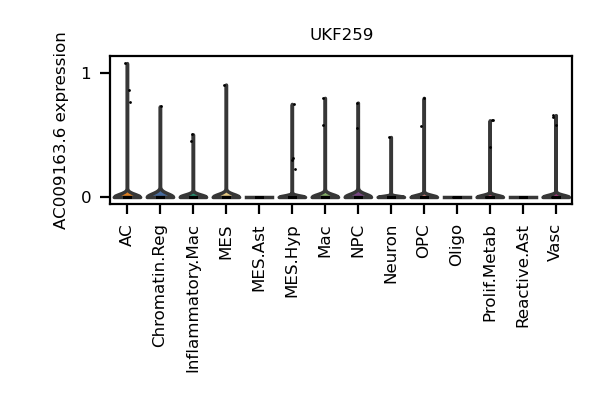 UKF259
AC009163.6 expression
1
0
AC
Chromatin.Reg
Inflammatory.Mac
MES
MES.Ast
MES.Hyp
Mac
NPC
Neuron
OPC
Oligo
Prolif.Metab
Reactive.Ast
Vasc